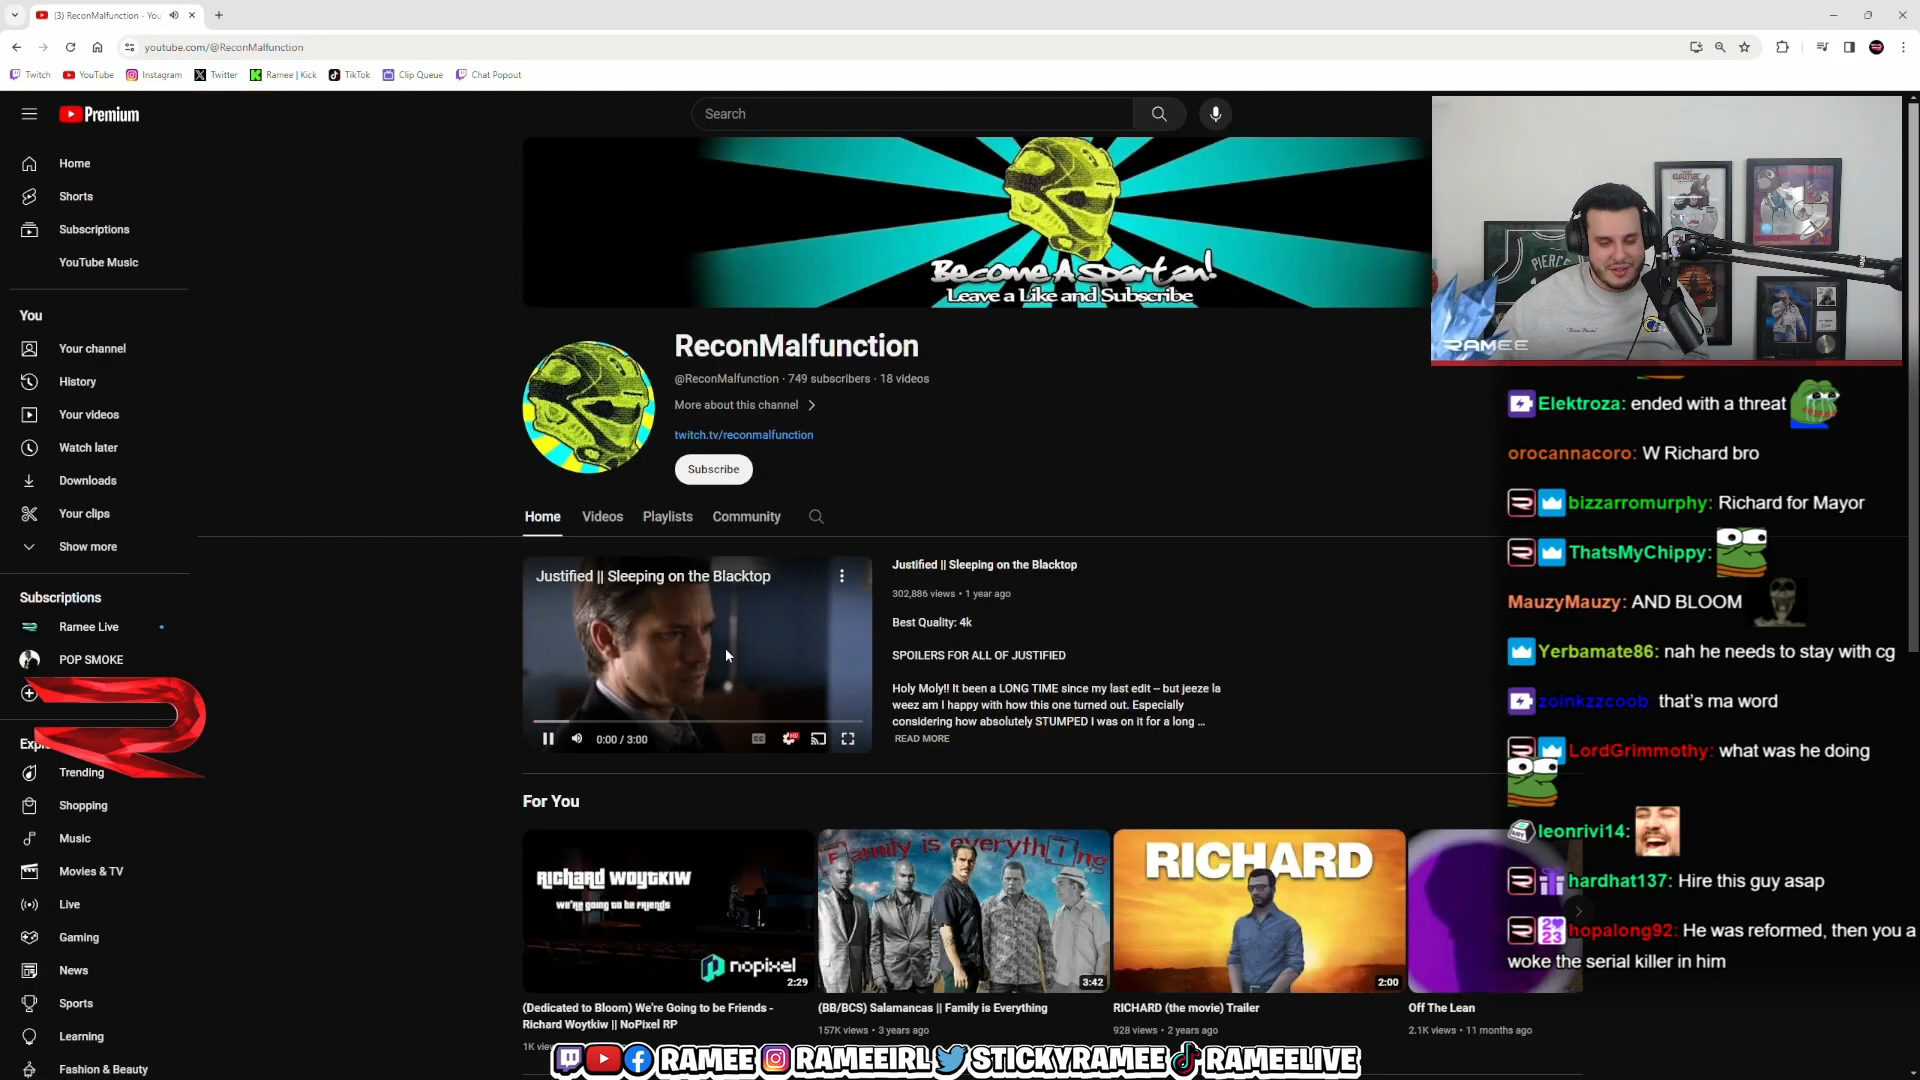 (3) ReconMalfunction - You
youtube.com/@ReconMalfunction
Twitch
YouTube
Instagram
Twitter
Ramee | Kick
TikTok
Clip Queue
Chat Popout
Premium
Search
Home
Shorts
Subscriptions
YouTube Music
You
Your channel
History
Your videos
Watch later
Downloads
Your clips
Show more
Subscriptions
Ramee Live
POP SMOKE
Expl
Trending
Shopping
Music
Movies & TV
Live
Gaming
News
Sports
Learning
Fashion & Beauty
Become A Spartan!
Leave a Like and Subscribe
ReconMalfunction
@ReconMalfunction · 749 subscribers · 18 videos
More about this channel
twitch.tv/reconmalfunction
Subscribe
Home
Videos
Playlists
Community
Justified || Sleeping on the Blacktop
0:00 / 3:00
Justified || Sleeping on the Blacktop
302,886 views • 1 year ago
Best Quality: 4k
SPOILERS FOR ALL OF JUSTIFIED
Holy Moly!! It been a LONG TIME since my last edit – but jeeze la
weez am I happy with how this one turned out. Especially
considering how absolutely STUMPED I was on it for a long ...
READ MORE
For You
Richard Woytkiw
we're going to be friends
nopixel
2:29
(Dedicated to Bloom) We're Going to be Friends -
Richard Woytkiw || NoPixel RP
1K vie
Family is everything
3:42
(BB/BCS) Salamancas || Family is Everything
157K views • 3 years ago
RICHARD
2:00
RICHARD (the movie) Trailer
928 views • 2 years ago
Off The Lean
2.1K views • 11 months ago
PIERCE
RAMEE
Elektroza: ended with a threat
orocannacoro: W Richard bro
bizzarromurphy: Richard for Mayor
ThatsMyChippy:
MauzyMauzy: AND BLOOM
Yerbamate86: nah he needs to stay with cg
zoinkzzcoob: that's ma word
LordGrimmothy: what was he doing
leonrivi14:
hardhat137: Hire this guy asap
hopalong92: He was reformed, then you a
woke the serial killer in him
RAMEE
RAMEEIRL
STICKYRAMEE
RAMEELIVE